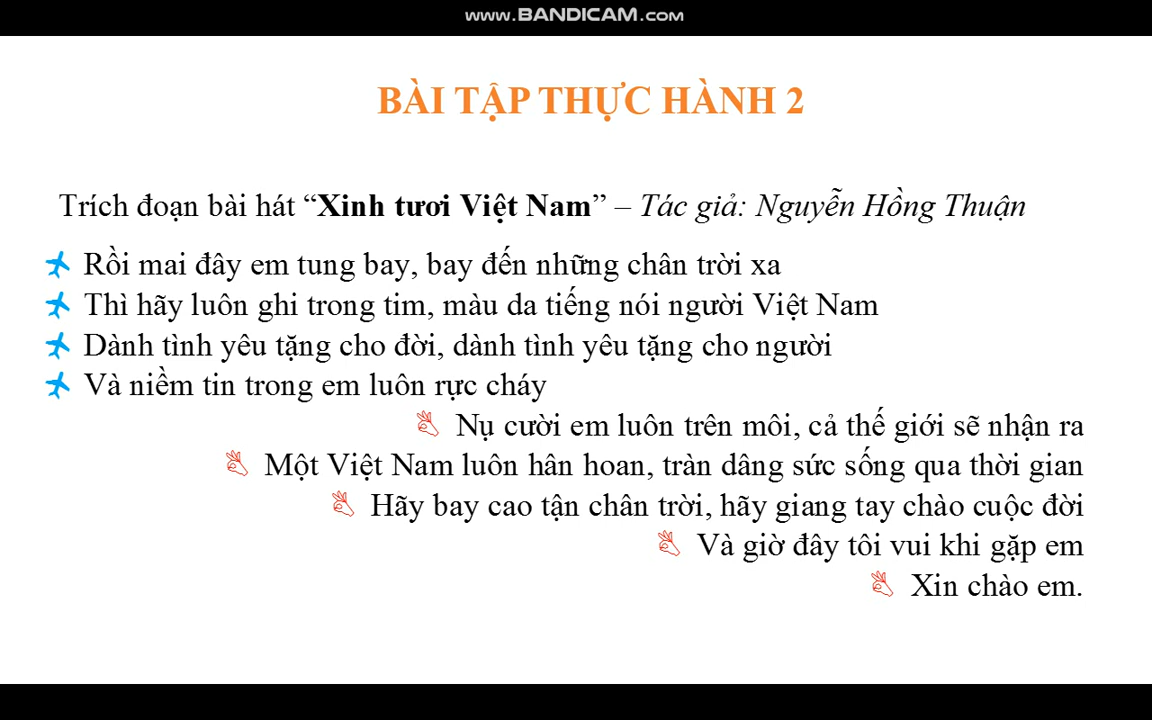 www.BANDICAM.com
BÀI TẬP THỰC HÀNH 2
Trích đoạn bài hát “Xinh tươi Việt Nam” – Tác giả: Nguyễn Hồng Thuận
Rồi mai đây em tung bay, bay đến những chân trời xa
Thì hãy luôn ghi trong tim, màu da tiếng nói người Việt Nam
Dành tình yêu tặng cho đời, dành tình yêu tặng cho người
Và niềm tin trong em luôn rực cháy
Nụ cười em luôn trên môi, cả thế giới sẽ nhận ra
Một Việt Nam luôn hân hoan, tràn dâng sức sống qua thời gian
Hãy bay cao tận chân trời, hãy giang tay chào cuộc đời
Và giờ đây tôi vui khi gặp em
Xin chào em.